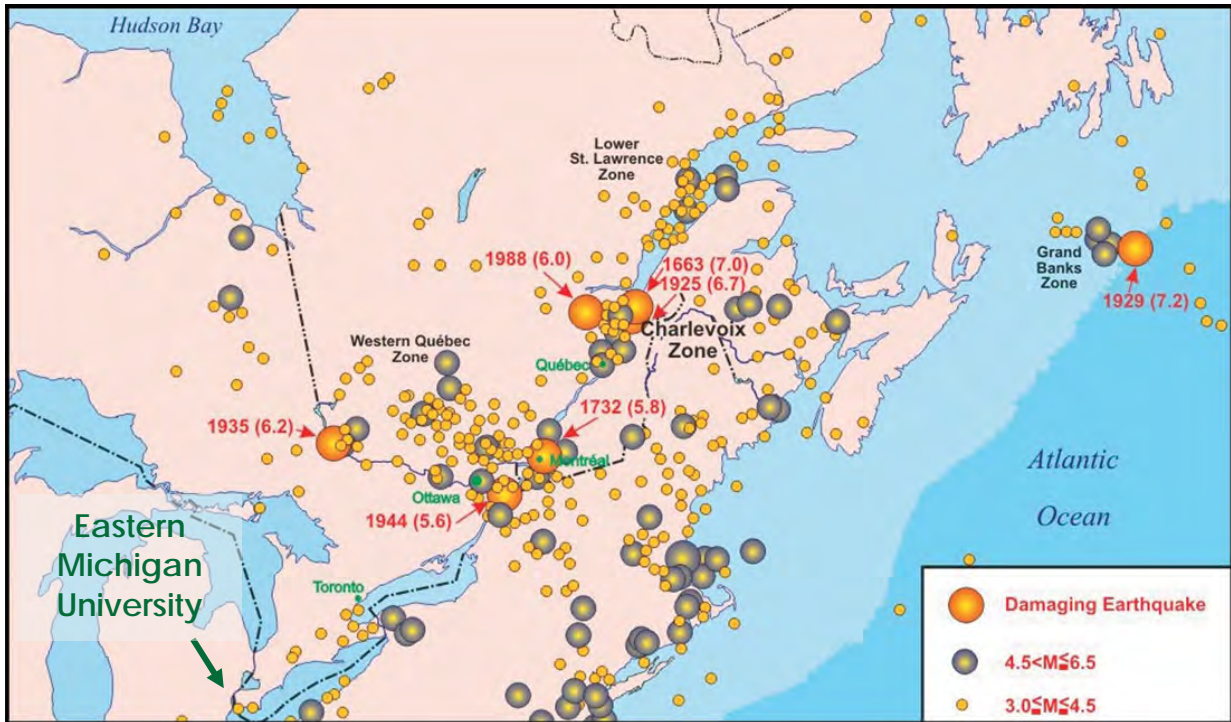 Hudson Bay
Lower
St. Lawrence
Zone
1988 (6.0)
1663 (7.0)
1925 (6.7)
Charlevoix
Zone
Grand
Banks
Zone
1929 (7.2)
Western Québec
Zone
Québec
1935 (6.2)
1732 (5.8)
Montréal
Ottawa
1944 (5.6)
Atlantic
Ocean
Eastern
Michigan
University
Toronto
Damaging Earthquake
4.5<M≦6.5
3.0≦M≦4.5